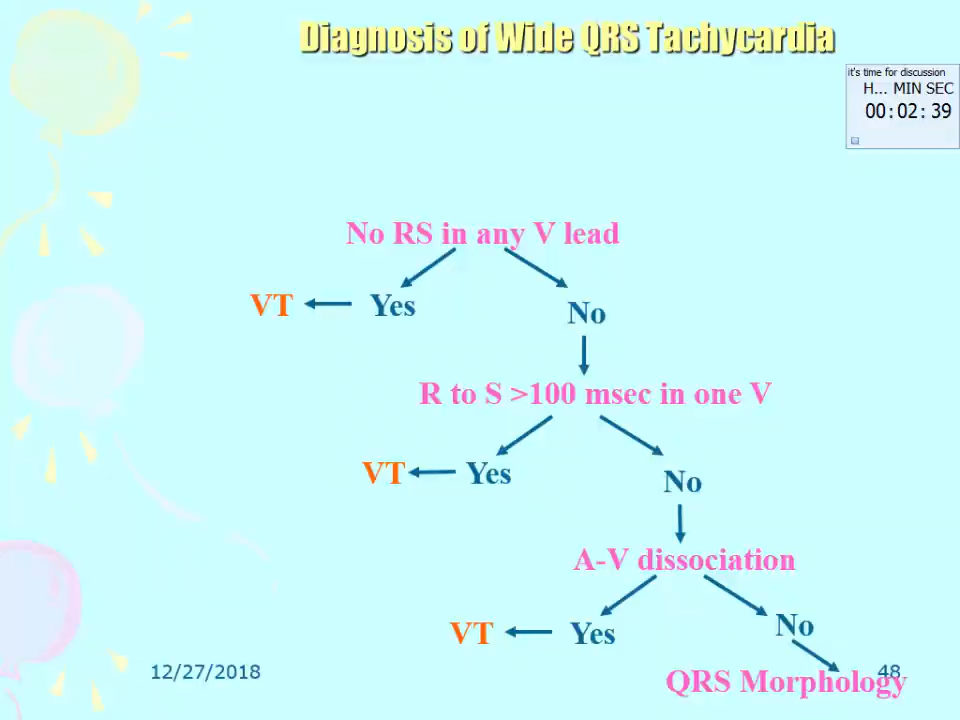 Diagnosis of Wide QRS Tachycardia
it's time for discussion
H... MIN SEC
00:02:39
No RS in any V lead
VT Yes No
R to S >100 msec in one V
VT Yes No
A-V dissociation
VT Yes No
12/27/2018
48
QRS Morphology